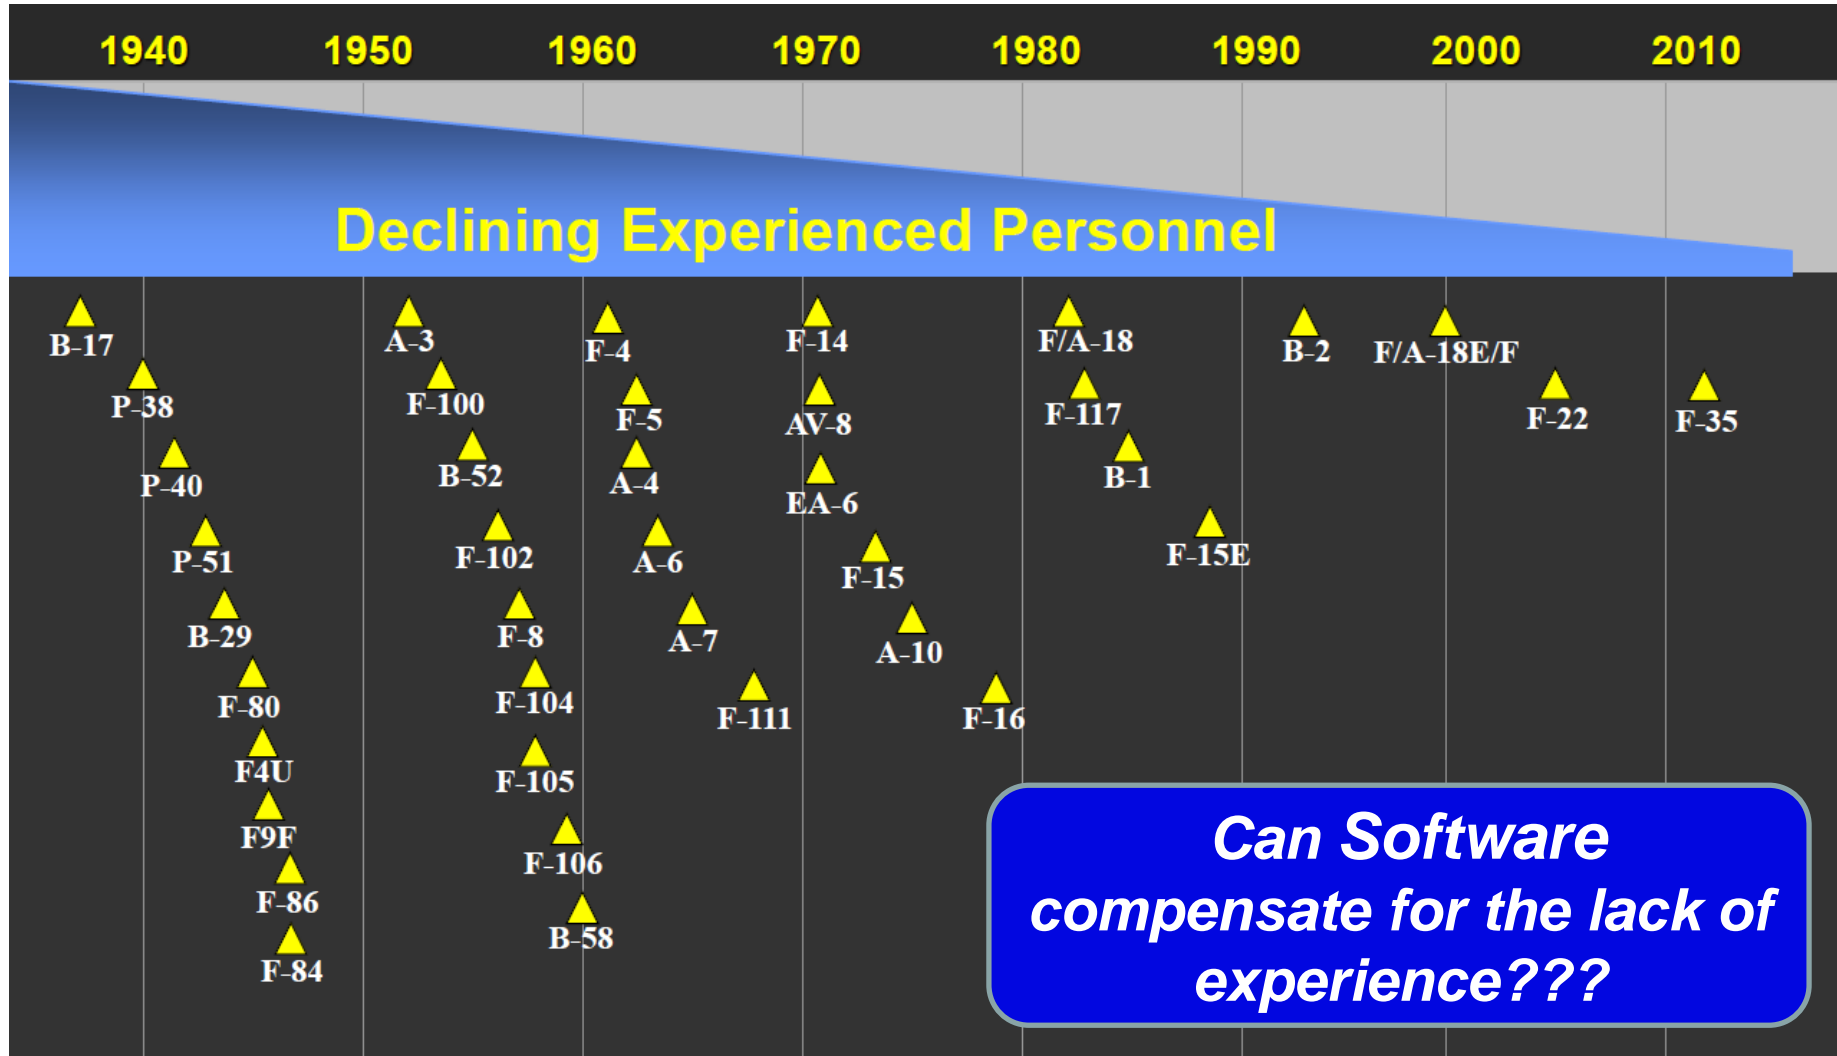 1940 1950 1960 1970 1980 1990 2000 2010
Declining Experienced Personnel
B-17
P-38
P-40
P-51
B-29
F-80
F4U
F9F
F-86
F-84
A-3
F-100
B-52
F-102
F-8
F-104
F-105
F-106
B-58
F-4
F-5
A-4
A-6
A-7
F-111
F-14
AV-8
EA-6
F-15
A-10
F-16
F/A-18
F-117
B-1
F-15E
B-2
F/A-18E/F
F-22
F-35
Can Software
compensate for the lack of
experience???